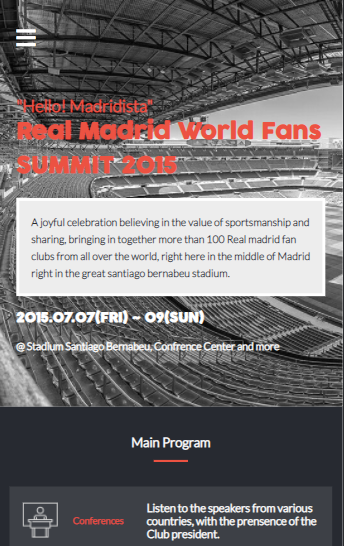 "Hello! Madridista"
Real Madrid World Fans
SUMMIT 2015
A joyful celebration believing in the value of sportsmanship and
sharing, bringing in together more than 100 Real madrid fan
clubs from all over the world, right here in the middle of Madrid
right in the great santiago bernabeu stadium.
2015.07.07(FRI) ~ 09(SUN)
@ Stadium Santiago Bernabeu, Confrence Center and more
Main Program
Conferences
Listen to the speakers from various
countries, with the prensence of the
Club president.